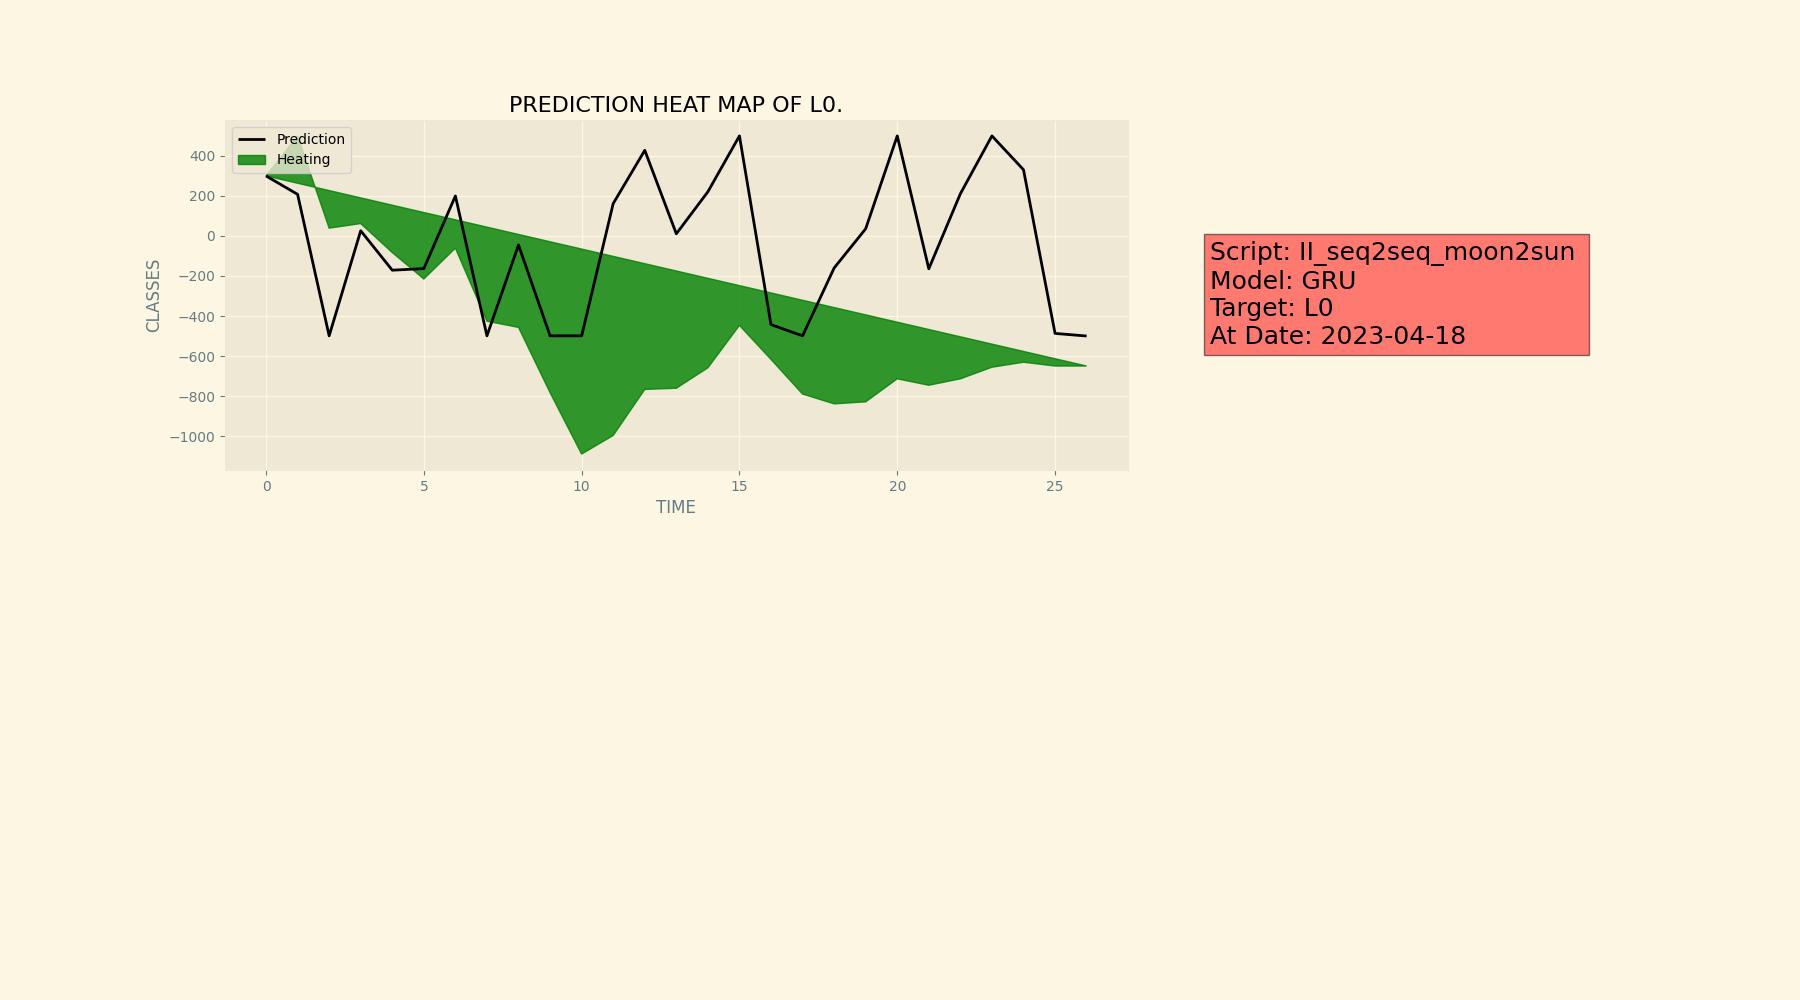 PREDICTION HEAT MAP OF L0.
Prediction
Heating
400
200
0
−200
−400
−600
−800
−1000
CLASSES
0 5 10 15 20 25
TIME
Script: II_seq2seq_moon2sun
Model: GRU
Target: L0
At Date: 2023-04-18